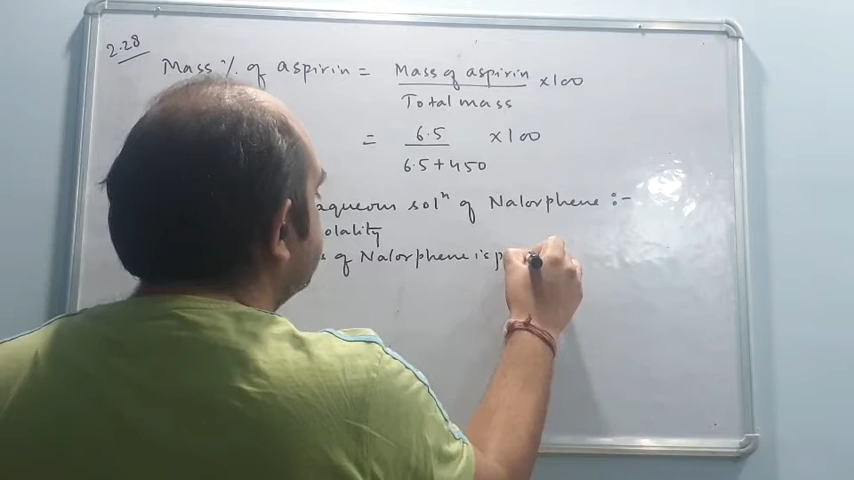 2.28
Mass % of aspirin = Mass of aspirin × 100
Total mass
= 6.5 × 100
6.5 + 450
aqueous solⁿ of Nalorphene :-
olality
of Nalorphene is p